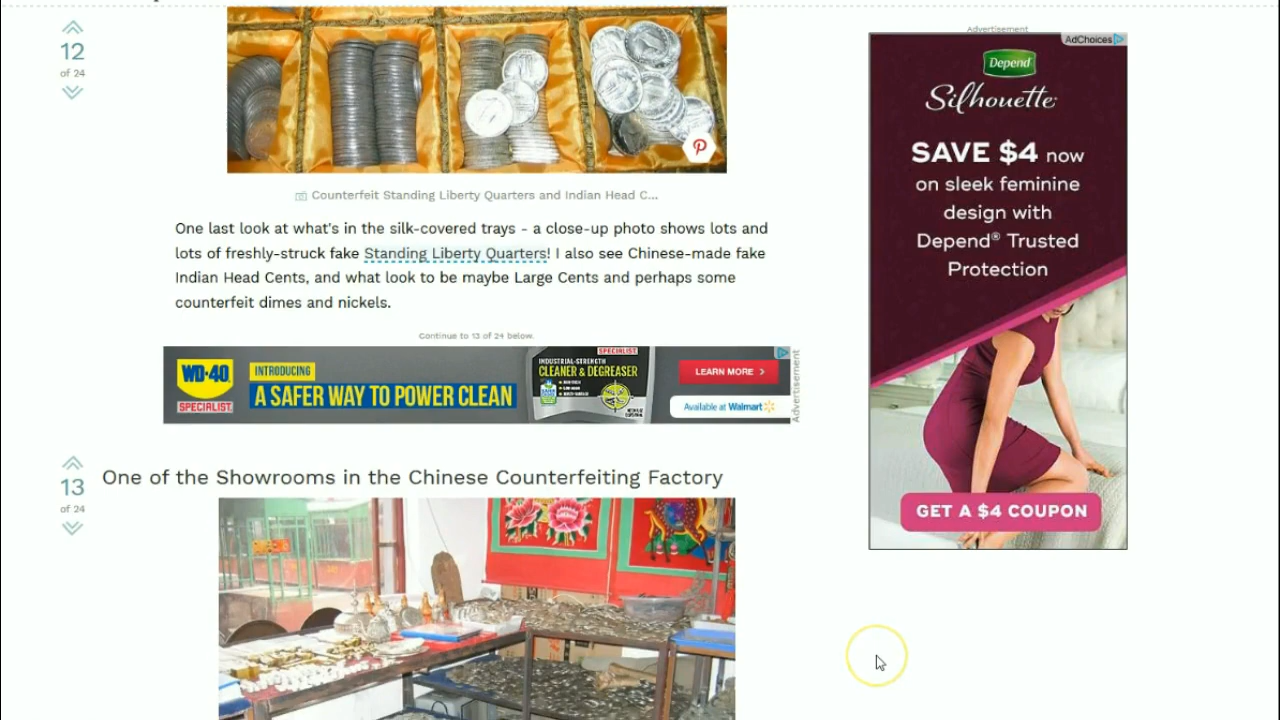 12
of 24
Counterfeit Standing Liberty Quarters and Indian Head C...
One last look at what's in the silk-covered trays - a close-up photo shows lots and
lots of freshly-struck fake Standing Liberty Quarters! I also see Chinese-made fake
Indian Head Cents, and what look to be maybe Large Cents and perhaps some
counterfeit dimes and nickels.
Continue to 13 of 24 below.
WD-40
SPECIALIST.
INTRODUCING
A SAFER WAY TO POWER CLEAN
SPECIALIST
INDUSTRIAL-STRENGTH
CLEANER & DEGREASER
LEARN MORE >
Available at Walmart
Advertisement
13
of 24
One of the Showrooms in the Chinese Counterfeiting Factory
Advertisement
AdChoices
Depend
Silhouette
SAVE $4 now
on sleek feminine
design with
Depend® Trusted
Protection
GET A $4 COUPON